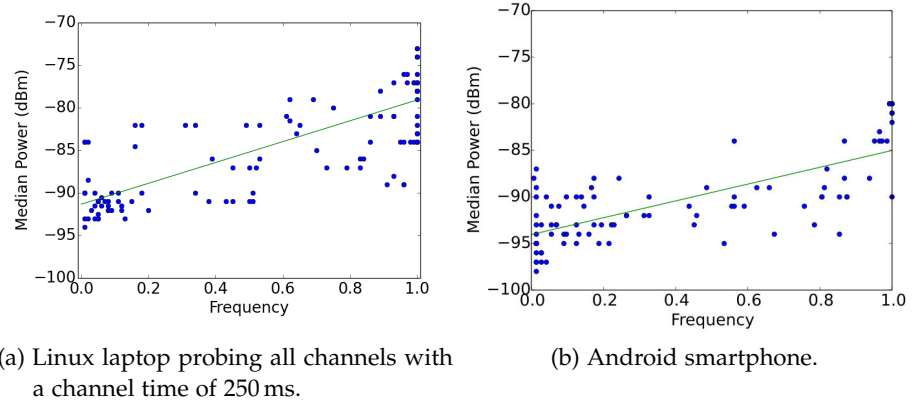 −70
−75
−80
−85
−90
−95
−100
0.0 0.2 0.4 0.6 0.8 1.0
Frequency
Median Power (dBm)
(a) Linux laptop probing all channels with
a channel time of 250 ms.
−70
−75
−80
−85
−90
−95
−100
0.0 0.2 0.4 0.6 0.8 1.0
Frequency
Median Power (dBm)
(b) Android smartphone.